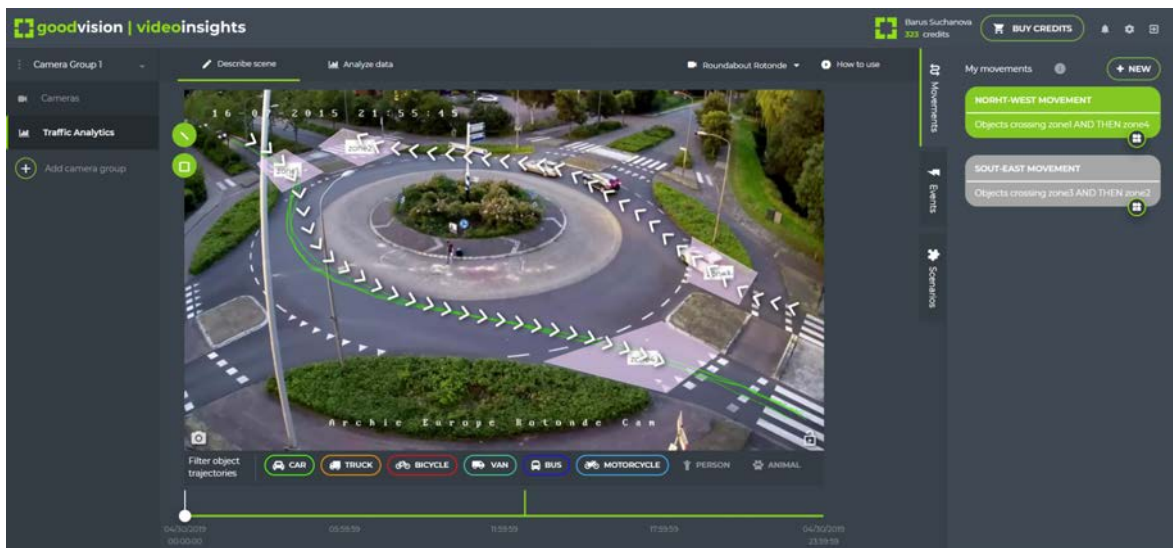 goodvision | videoinsights
Barus Suchanova
323 credits
BUY CREDITS
Camera Group 1
Describe scene
Analyze data
Roundabout Rotonde
How to use
Cameras
Traffic Analytics
Add camera group
16-07-2015 21:55:45
zone2
zone4
Archie Europe Rotonde Cam
Movements
Events
Scenarios
My movements
+ NEW
NORHT-WEST MOVEMENT
Objects crossing zone1 AND THEN zone4
SOUT-EAST MOVEMENT
Objects crossing zone3 AND THEN zone2
Filter object
trajectories
CAR
TRUCK
BICYCLE
VAN
BUS
MOTORCYCLE
PERSON
ANIMAL
04/30/2019
00:00:00
05:59:59
11:59:59
17:59:59
04/30/2019
23:59:59